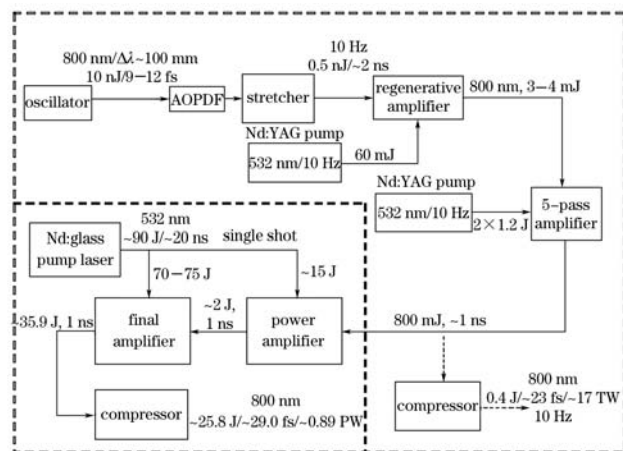 800 nm/Δλ~100 mm
10 nJ/9−12 fs
oscillator
AOPDF
stretcher
10 Hz
0.5 nJ/~2 ns
regenerative
amplifier
800 nm, 3−4 mJ
Nd:YAG pump
532 nm/10 Hz
60 mJ
Nd:YAG pump
532 nm/10 Hz
2×1.2 J
5-pass
amplifier
Nd:glass
pump laser
532 nm
~90 J/~20 ns
single shot
70−75 J
~15 J
~35.9 J, 1 ns
final
amplifier
~2 J,
1 ns
power
amplifier
800 mJ, ~1 ns
compressor
800 nm
~25.8 J/~29.0 fs/~0.89 PW
compressor
800 nm
0.4 J/~23 fs/~17 TW
10 Hz